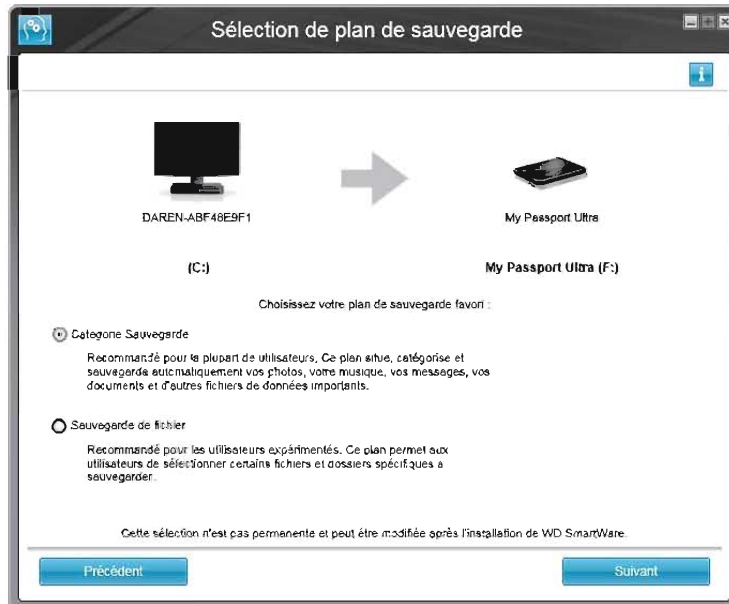 Sélection de plan de sauvegarde
DAREN-ABF48E9F1
My Passport Ultra
(C:)
My Passport Ultra (F:)
Choisissez votre plan de sauvegarde favori :
Catégorie Sauvegarde
Recommandé pour la plupart de utilisateurs, Ce plan situe, catégorise et
sauvegarde automatiquement vos photos, votre musique, vos messages, vos
documents et d'autres fichiers de données importants.
Sauvegarde de fichier
Recommandé pour les utilisateurs expérimentés. Ce plan permet aux
utilisateurs de sélectionner certains fichiers et dossiers spécifiques à
sauvegarder.
Cette sélection n'est pas permanente et peut être modifiée après l'installation de WD SmartWare.
Précédent
Suivant